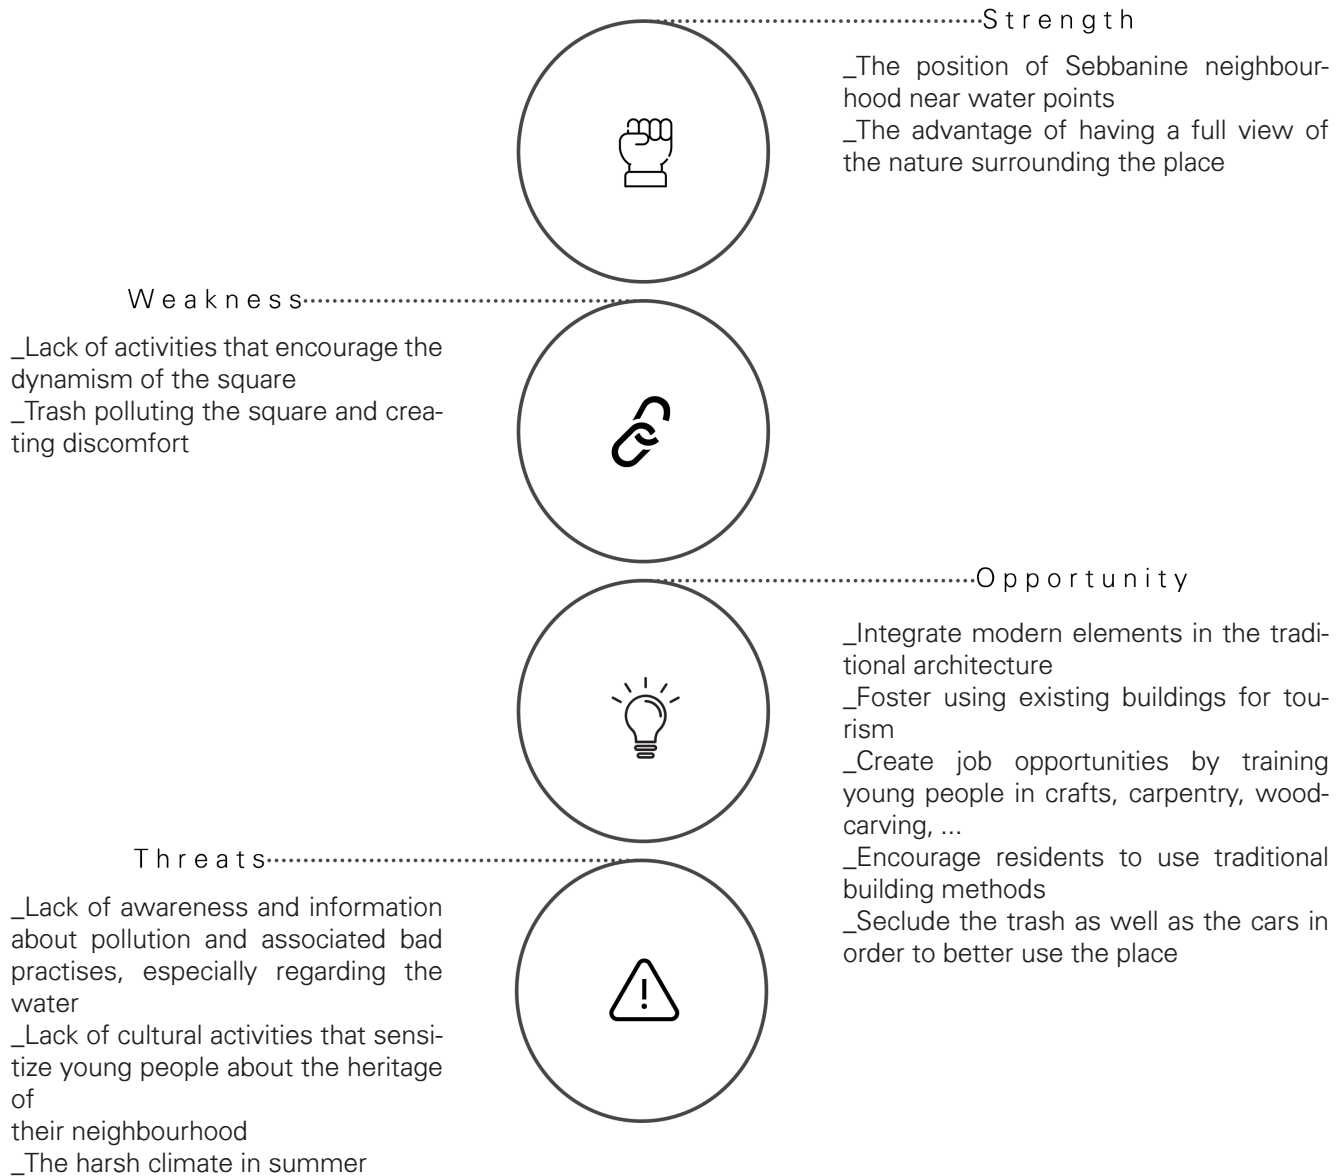 Strength
_The position of Sebbanine neighbour-
hood near water points
_The advantage of having a full view of
the nature surrounding the place
Weakness
_Lack of activities that encourage the
dynamism of the square
_Trash polluting the square and crea-
ting discomfort
Opportunity
_Integrate modern elements in the tradi-
tional architecture
_Foster using existing buildings for tou-
rism
_Create job opportunities by training
young people in crafts, carpentry, wood-
carving, ...
_Encourage residents to use traditional
building methods
_Seclude the trash as well as the cars in
order to better use the place
Threats
_Lack of awareness and information
about pollution and associated bad
practises, especially regarding the
water
_Lack of cultural activities that sensi-
tize young people about the heritage
of
their neighbourhood
_The harsh climate in summer